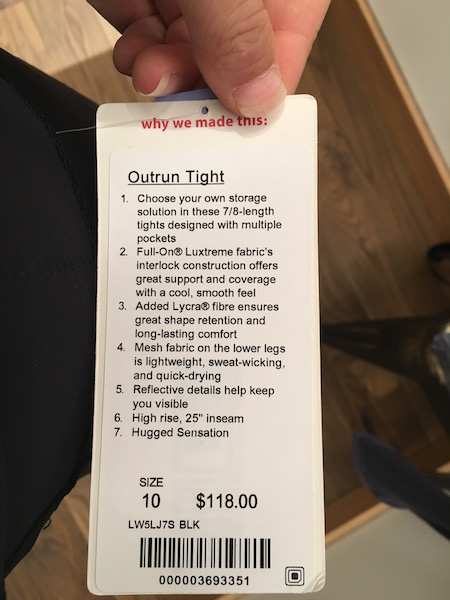 why we made this:
Outrun Tight
1. Choose your own storage
solution in these 7/8-length
tights designed with multiple
pockets
2. Full-On® Luxtreme fabric's
interlock construction offers
great support and coverage
with a cool, smooth feel
3. Added Lycra® fibre ensures
great shape retention and
long-lasting comfort
4. Mesh fabric on the lower legs
is lightweight, sweat-wicking,
and quick-drying
5. Reflective details help keep
you visible
6. High rise, 25" inseam
7. Hugged Sensation
SIZE
10 $118.00
LW5LJ7S BLK
000003693351